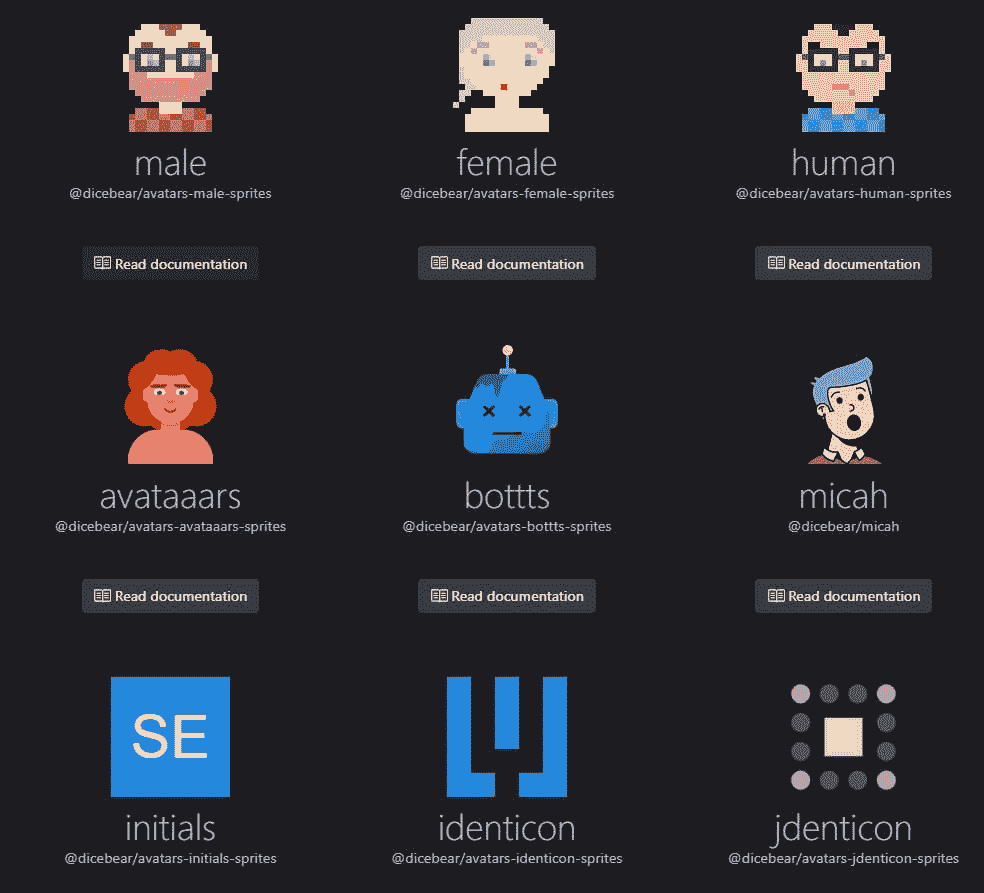 male
female
human
@dicebear/avatars-male-sprites
@dicebear/avatars-female-sprites
@dicebear/avatars-human-sprites
Read documentation
Read documentation
Read documentation
avataaars
bottts
micah
@dicebear/avatars-avataaars-sprites
@dicebear/avatars-bottts-sprites
@dicebear/micah
Read documentation
Read documentation
Read documentation
SE
initials
identicon
jdenticon
@dicebear/avatars-initials-sprites
@dicebear/avatars-identicon-sprites
@dicebear/avatars-jdenticon-sprites